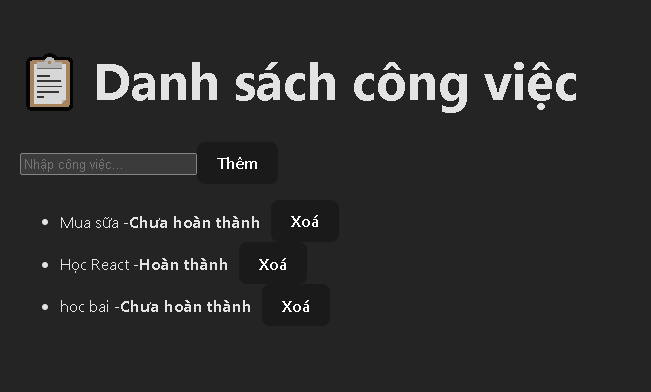 Danh sách công việc
Nhập công việc... Thêm
Mua sữa -Chưa hoàn thành Xoá
Học React -Hoàn thành Xoá
hoc bai -Chưa hoàn thành Xoá